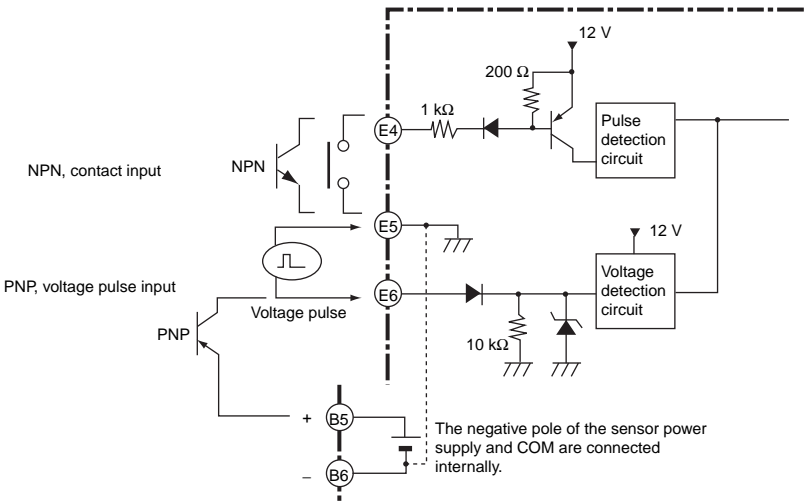 12 V
200 Ω
1 kΩ
E4
Pulse
detection
circuit
NPN, contact input
NPN
E5
12 V
Voltage
detection
circuit
PNP, voltage pulse input
E6
Voltage pulse
PNP
10 kΩ
+
B5
The negative pole of the sensor power
supply and COM are connected
internally.
−
B6